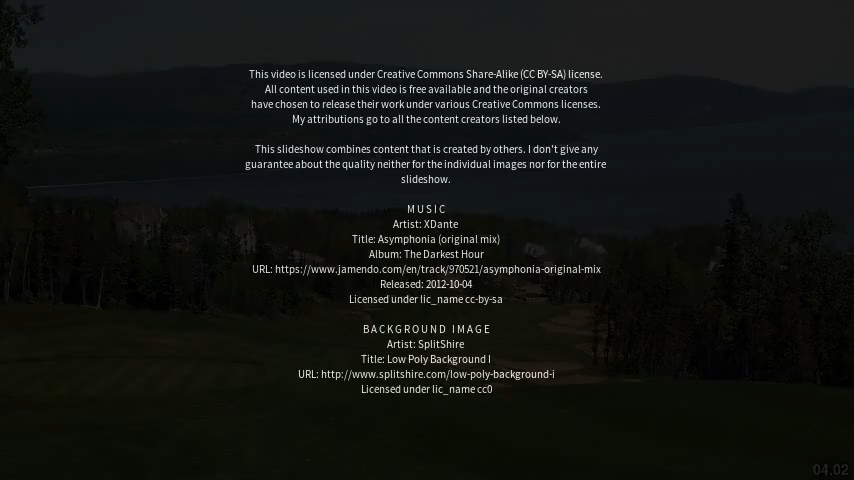 This video is licensed under Creative Commons Share-Alike (CC BY-SA) license.
All content used in this video is free available and the original creators
have chosen to release their work under various Creative Commons licenses.
My attributions go to all the content creators listed below.
This slideshow combines content that is created by others. I don't give any
guarantee about the quality neither for the individual images nor for the entire
slideshow.
MUSIC
Artist: XDante
Title: Asymphonia (original mix)
Album: The Darkest Hour
URL: https://www.jamendo.com/en/track/970521/asymphonia-original-mix
Released: 2012-10-04
Licensed under lic_name cc-by-sa
BACKGROUND IMAGE
Artist: SplitShire
Title: Low Poly Background I
URL: http://www.splitshire.com/low-poly-background-i
Licensed under lic_name cc0
04.02